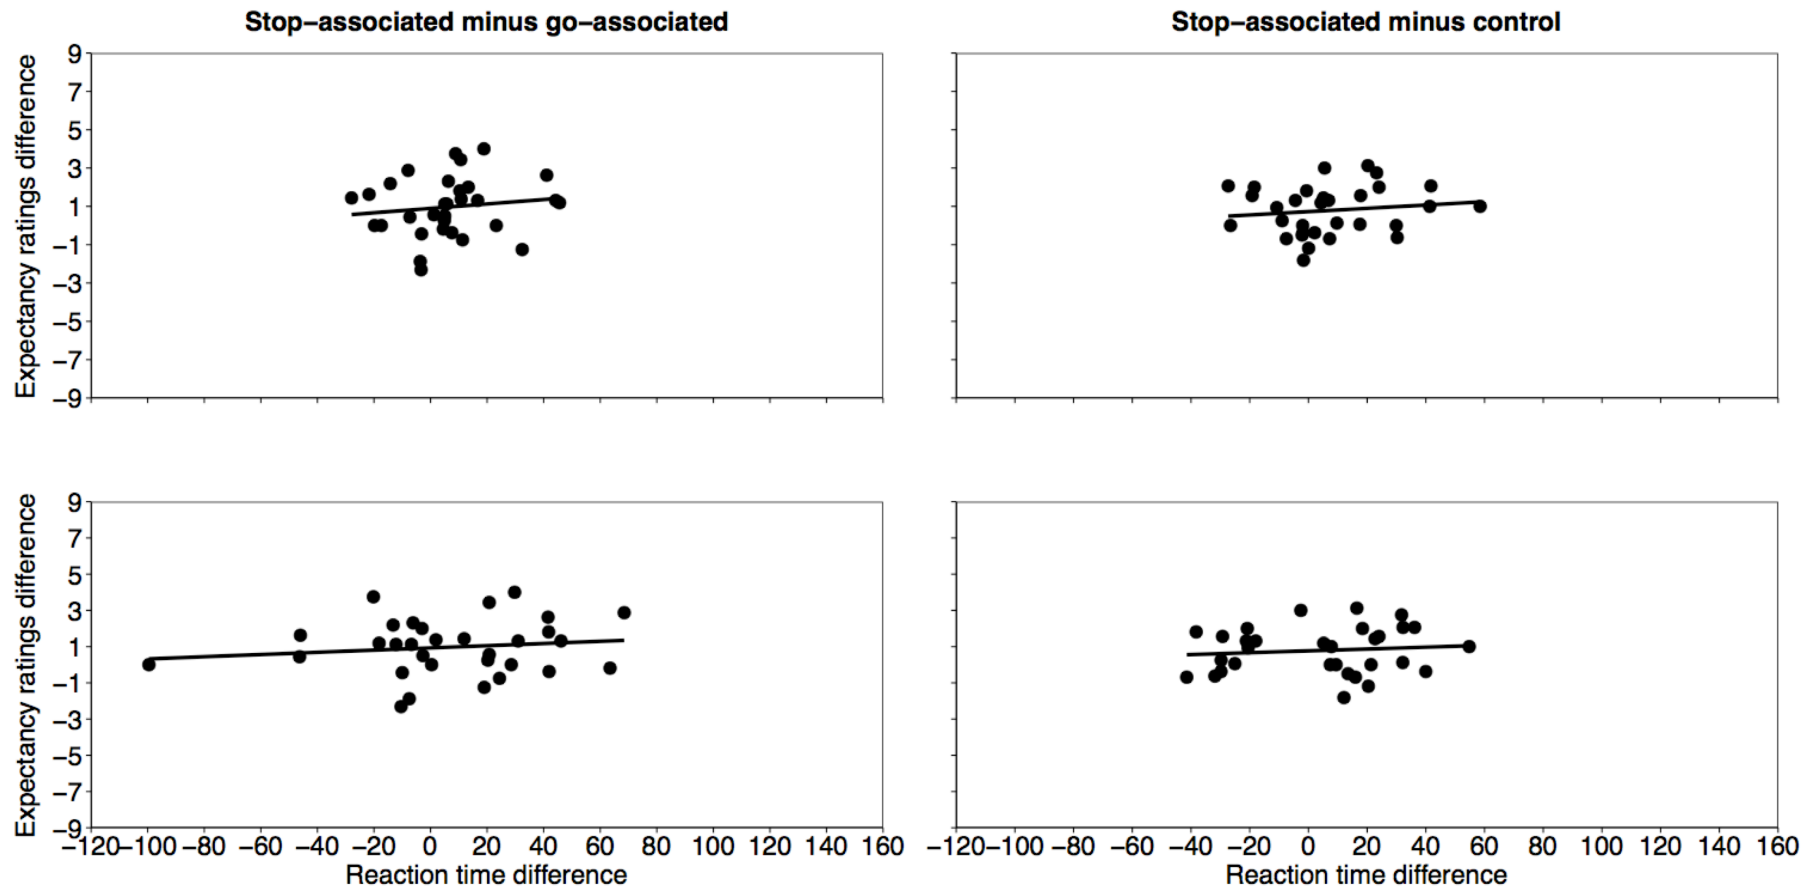 Stop–associated minus go–associated
Stop–associated minus control
Expectancy ratings difference
9
7
5
3
1
−1
−3
−5
−7
−9
Expectancy ratings difference
9
7
5
3
1
−1
−3
−5
−7
−9
−120 −100 −80 −60 −40 −20 0 20 40 60 80 100 120 140 160
−120 −100 −80 −60 −40 −20 0 20 40 60 80 100 120 140 160
Reaction time difference
Reaction time difference